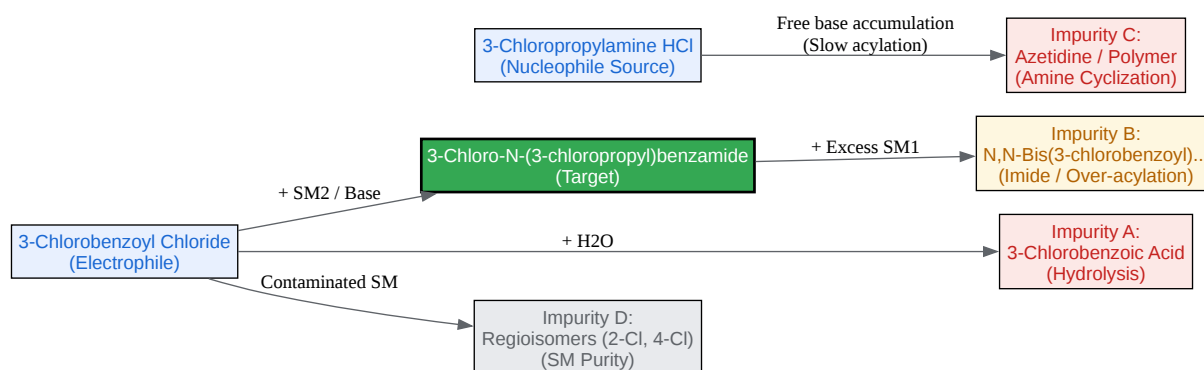 3-Chloropropylamine HCl
(Nucleophile Source)
Free base accumulation
(Slow acylation)
Impurity C:
Azetidine / Polymer
(Amine Cyclization)
3-Chloro-N-(3-chloropropyl)benzamide
(Target)
+ Excess SM1
Impurity B:
N,N-Bis(3-chlorobenzoyl)...
(Imide / Over-acylation)
+ SM2 / Base
3-Chlorobenzoyl Chloride
(Electrophile)
+ H2O
Impurity A:
3-Chlorobenzoic Acid
(Hydrolysis)
Contaminated SM
Impurity D:
Regioisomers (2-Cl, 4-Cl)
(SM Purity)